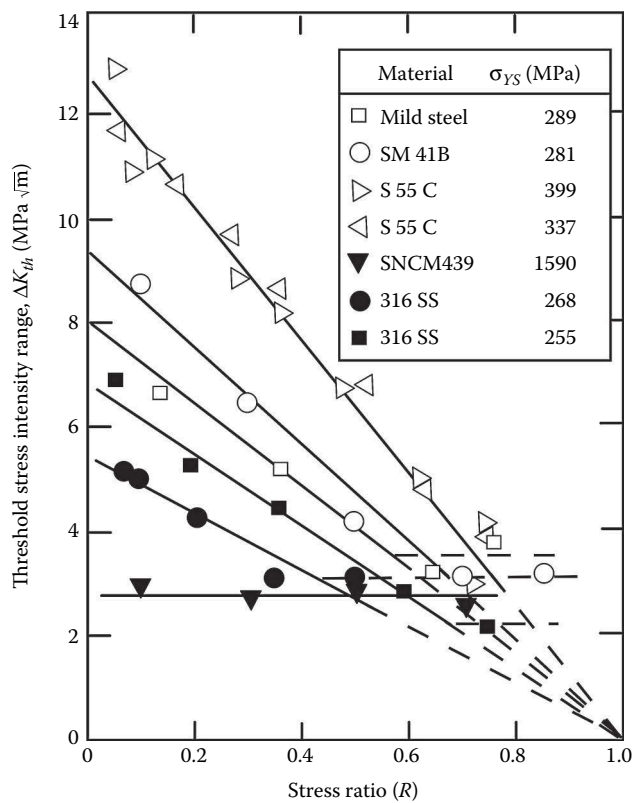 14
12
10
8
6
4
2
0
Threshold stress intensity range, ΔK_th (MPa √m)
Material σ_YS (MPa)
Mild steel 289
SM 41B 281
S 55 C 399
S 55 C 337
SNCM439 1590
316 SS 268
316 SS 255
0 0.2 0.4 0.6 0.8 1.0
Stress ratio (R)